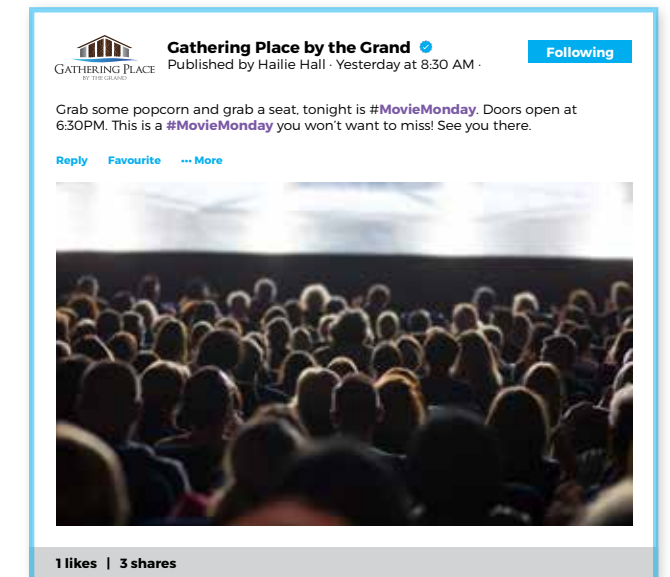 GATHERING PLACE
BY THE GRAND
Gathering Place by the Grand
Published by Hailie Hall · Yesterday at 8:30 AM ·
Following
Grab some popcorn and grab a seat, tonight is #MovieMonday. Doors open at
6:30PM. This is a #MovieMonday you won't want to miss! See you there.
Reply Favourite ••• More
1 likes | 3 shares